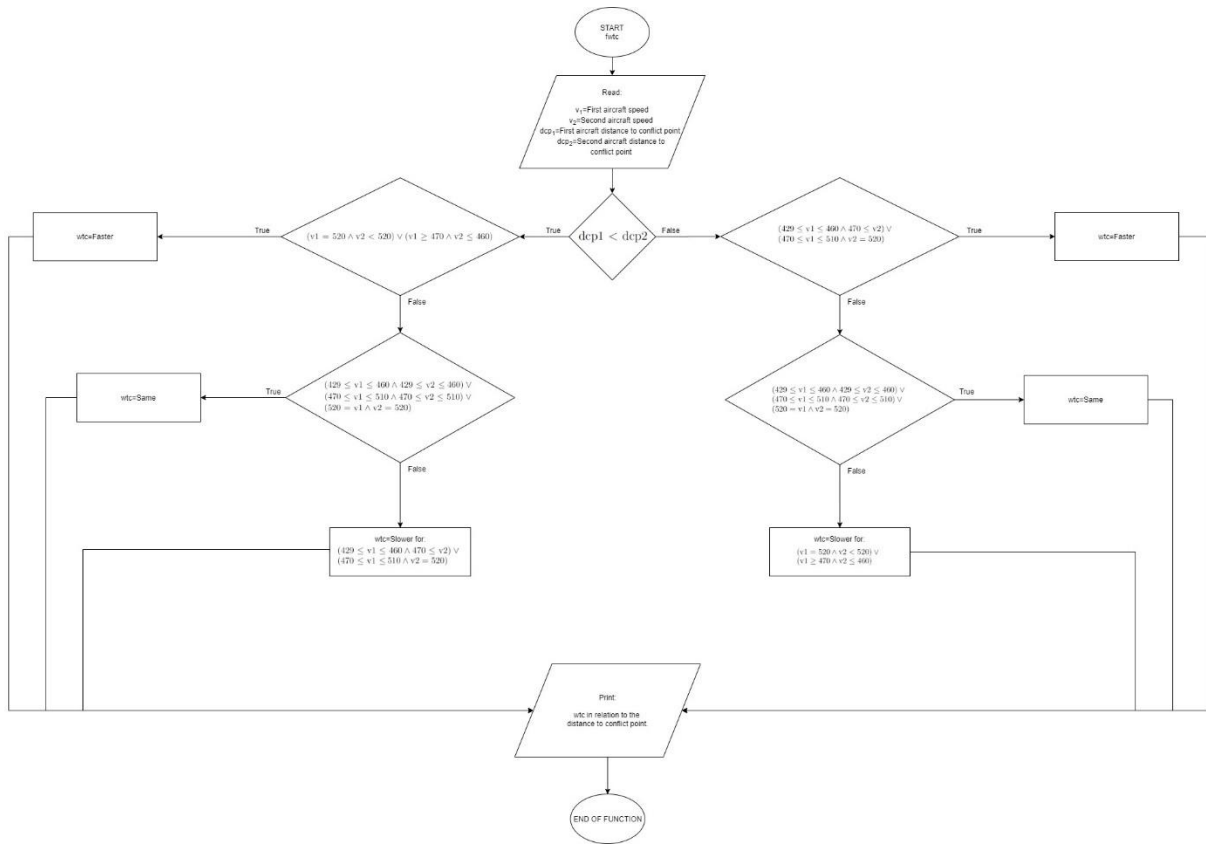 START
fwtc
Read:
v1=First aircraft speed
v2=Second aircraft speed
dcp1=First aircraft distance to conflict point
dcp2=Second aircraft distance to
conflict point
dcp1 < dcp2
True
False
(v1 = 520 ∧ v2 < 520) ∨ (v1 ≥ 470 ∧ v2 ≤ 460)
True
wtc=Faster
False
(429 ≤ v1 ≤ 460 ∧ 429 ≤ v2 ≤ 460) ∨
(470 ≤ v1 ≤ 510 ∧ 470 ≤ v2 ≤ 510) ∨
(520 = v1 ∧ v2 = 520)
True
wtc=Same
False
wtc=Slower for:
(429 ≤ v1 ≤ 460 ∧ 470 ≤ v2) ∨
(470 ≤ v1 ≤ 510 ∧ v2 = 520)
(429 ≤ v1 ≤ 460 ∧ 470 ≤ v2) ∨
(470 ≤ v1 ≤ 510 ∧ v2 = 520)
True
wtc=Faster
False
(429 ≤ v1 ≤ 460 ∧ 429 ≤ v2 ≤ 460) ∨
(470 ≤ v1 ≤ 510 ∧ 470 ≤ v2 ≤ 510) ∨
(520 = v1 ∧ v2 = 520)
True
wtc=Same
False
wtc=Slower for:
(v1 = 520 ∧ v2 < 520) ∨
(v1 ≥ 470 ∧ v2 ≤ 460)
Print:
wtc in relation to the
distance to conflict point
END OF FUNCTION